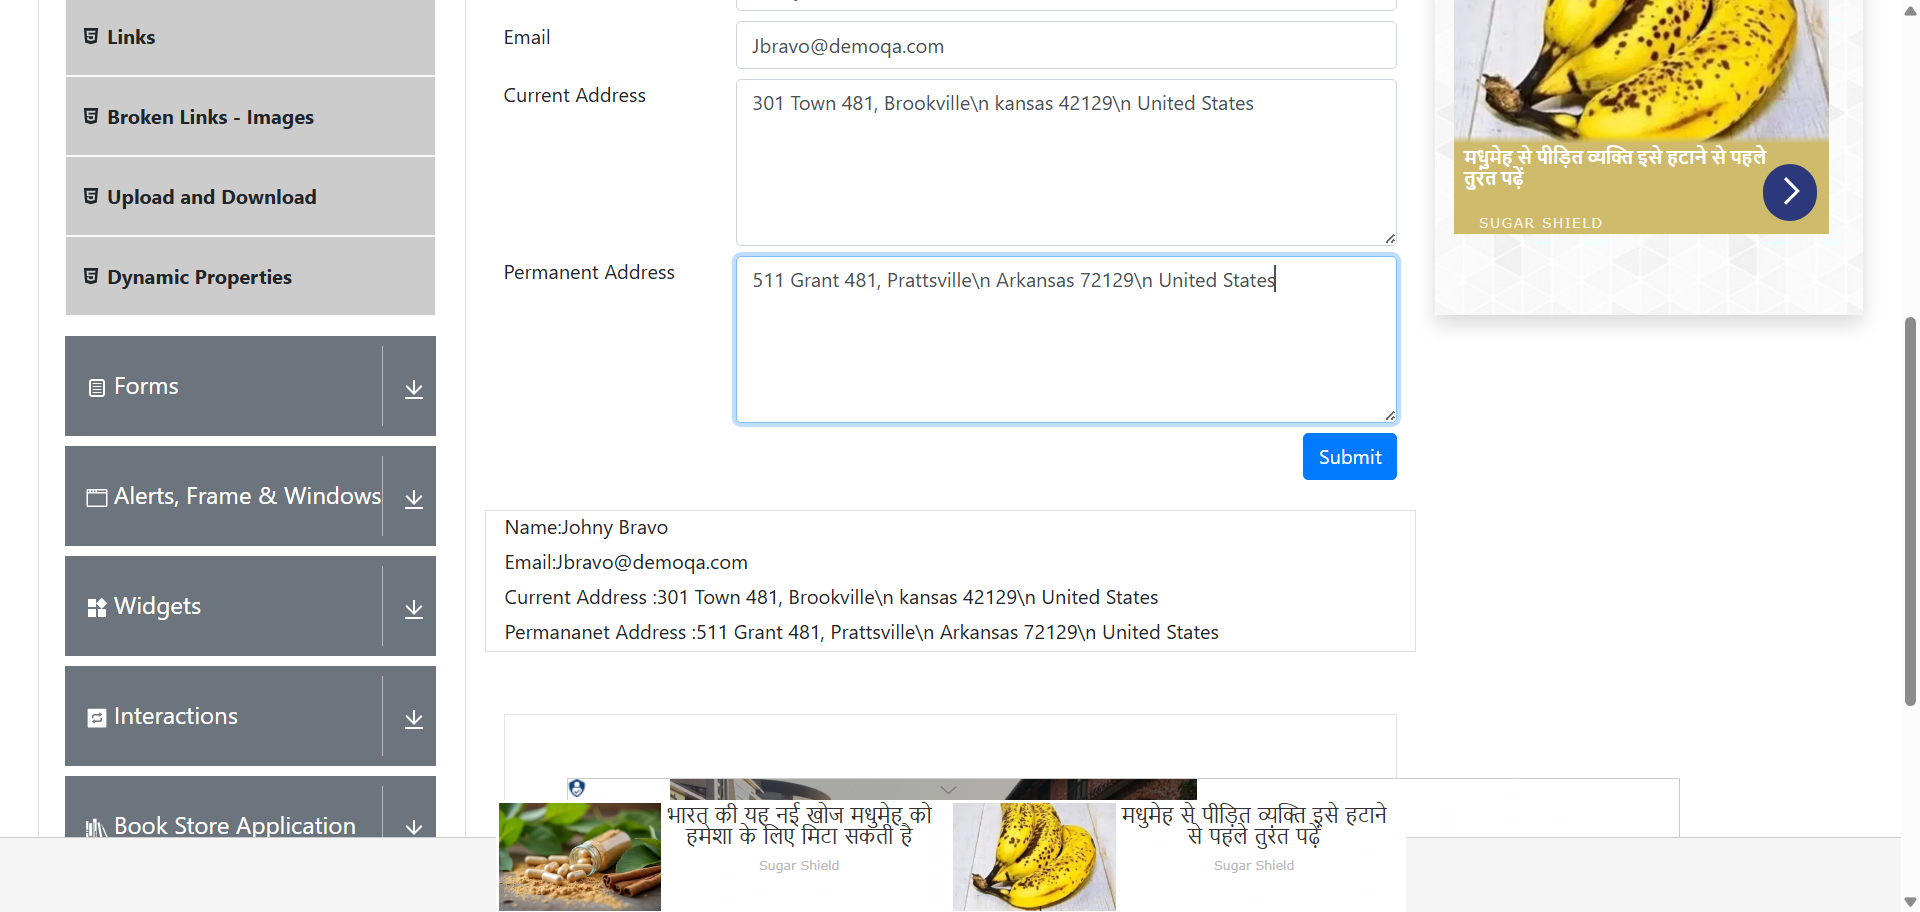 Links
Broken Links - Images
Upload and Download
Dynamic Properties
Forms
Alerts, Frame & Windows
Widgets
Interactions
Book Store Application
Email
Jbravo@demoqa.com
Current Address
301 Town 481, Brookville\n kansas 42129\n United States
Permanent Address
511 Grant 481, Prattsville\n Arkansas 72129\n United States
Submit
Name:Johny Bravo
Email:Jbravo@demoqa.com
Current Address :301 Town 481, Brookville\n kansas 42129\n United States
Permananet Address :511 Grant 481, Prattsville\n Arkansas 72129\n United States
मधुमेह से पीड़ित व्यक्ति इसे हटाने से पहले
तुरंत पढ़ें
SUGAR SHIELD
भारत की यह नई खोज मधुमेह को
हमेशा के लिए मिटा सकती है
Sugar Shield
मधुमेह से पीड़ित व्यक्ति इसे हटाने
से पहले तुरंत पढ़ें
Sugar Shield